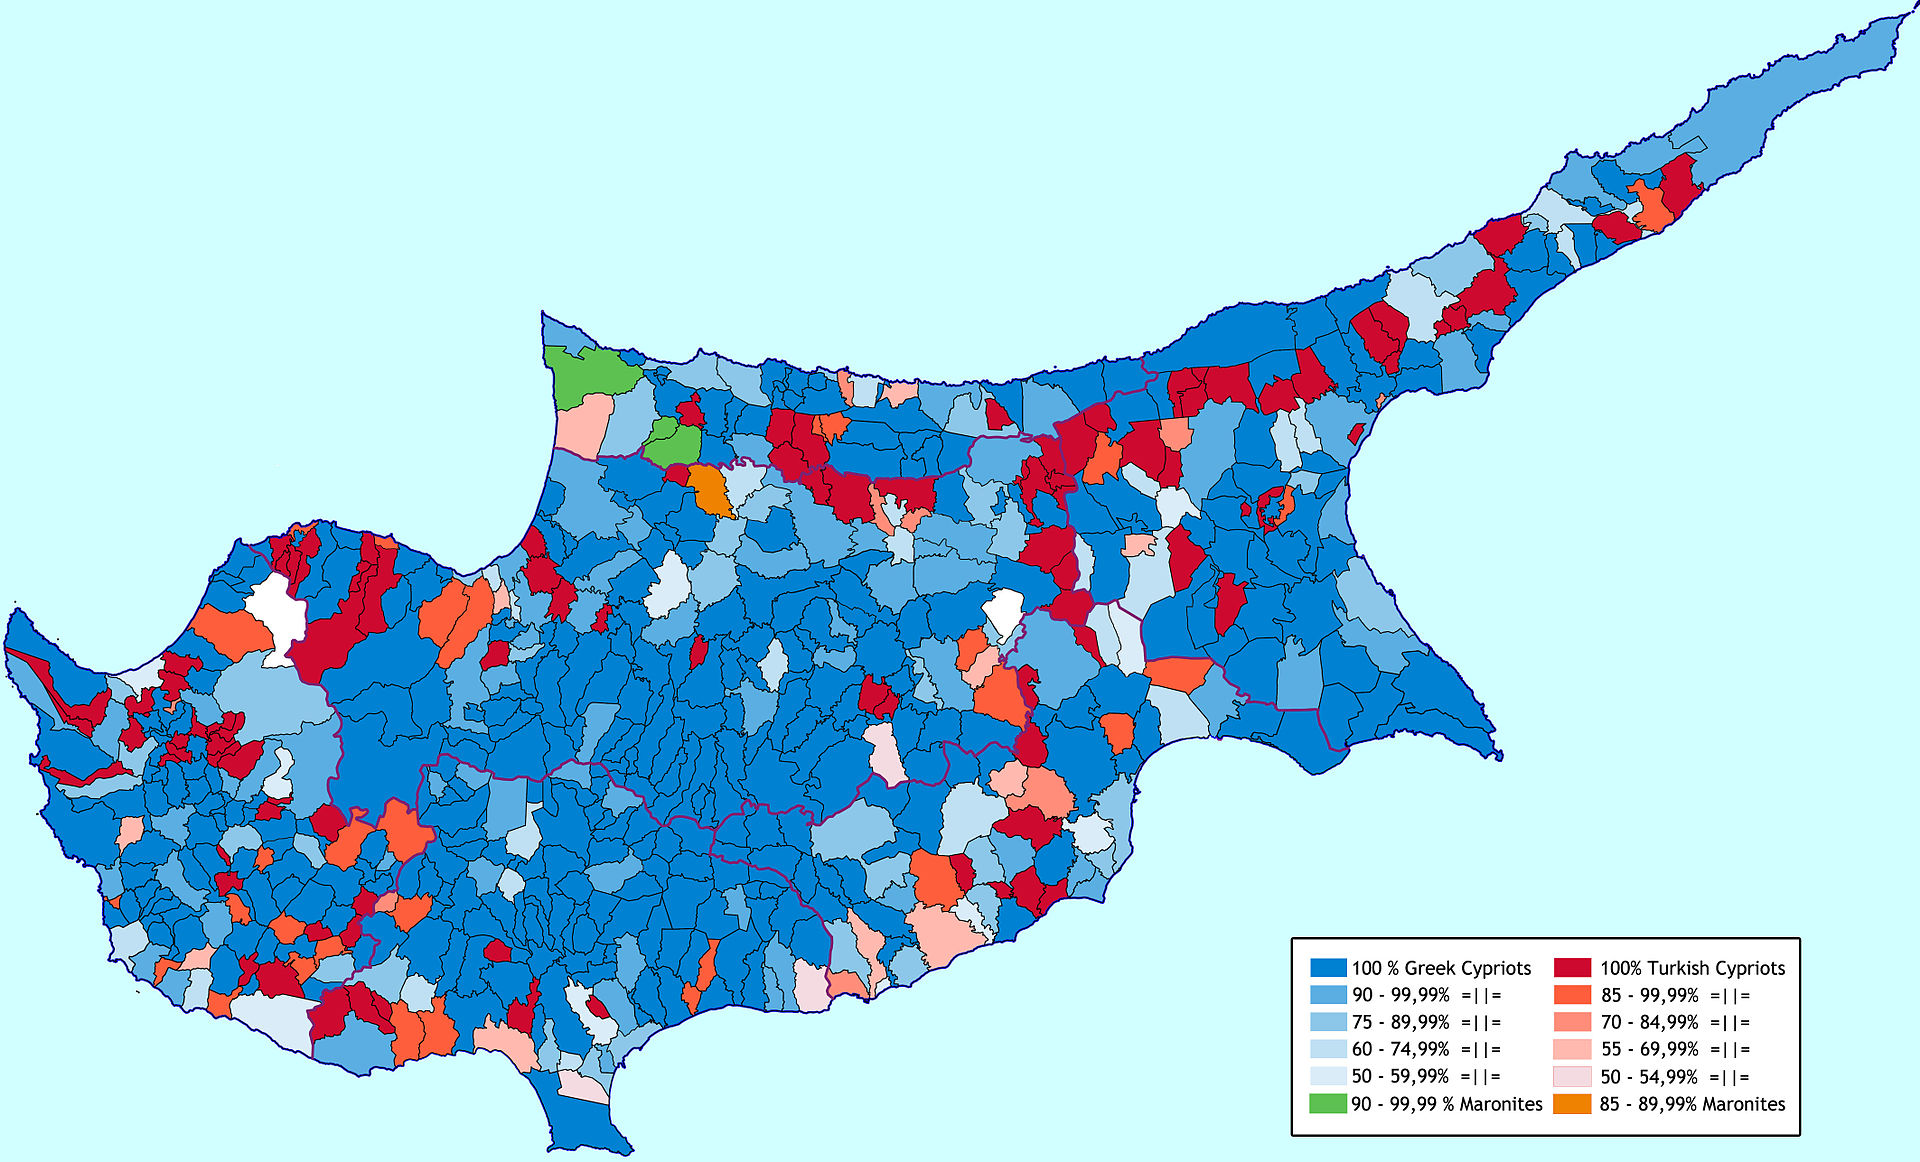 100 % Greek Cypriots
90 - 99,99% =||=
75 - 89,99% =||=
60 - 74,99% =||=
50 - 59,99% =||=
90 - 99,99 % Maronites
100% Turkish Cypriots
85 - 99,99% =||=
70 - 84,99% =||=
55 - 69,99% =||=
50 - 54,99% =||=
85 - 89,99% Maronites